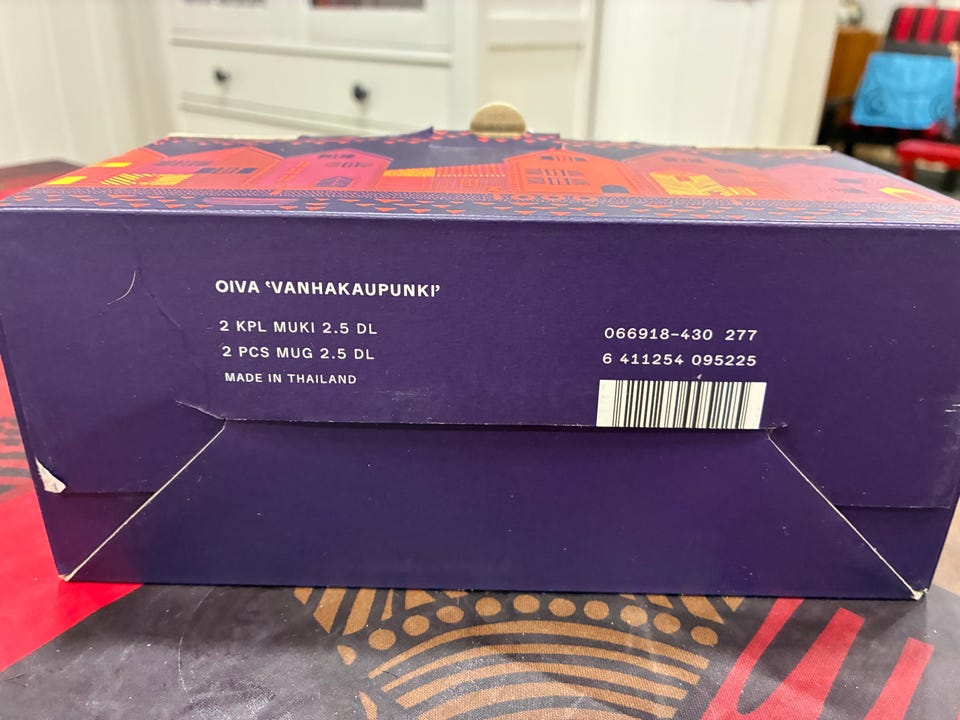 OIVA ‘VANHAKAUPUNKI’
2 KPL MUKI 2.5 DL
2 PCS MUG 2.5 DL
MADE IN THAILAND
066918-430 277
6 411254 095225